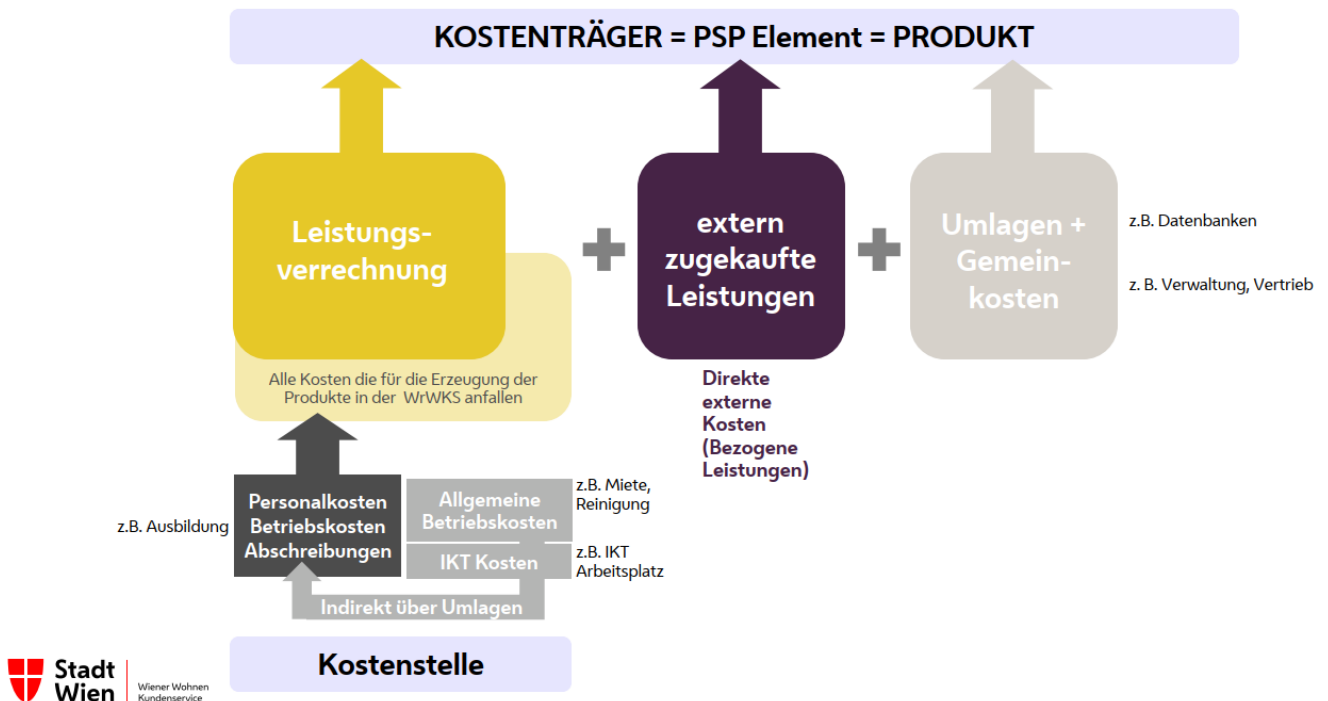 KOSTENTRÄGER = PSP Element = PRODUKT
Leistungs-
verrechnung
extern
zugekaufte
Leistungen
Umlagen +
Gemein-
kosten
z.B. Datenbanken
z. B. Verwaltung, Vertrieb
Alle Kosten die für die Erzeugung der
Produkte in der WrWKS anfallen
Direkte
externe
Kosten
(Bezogene
Leistungen)
z.B. Ausbildung
Personalkosten
Betriebskosten
Abschreibungen
Allgemeine
Betriebskosten
z.B. Miete,
Reinigung
IKT Kosten
z.B. IKT
Arbeitsplatz
Indirekt über Umlagen
Kostenstelle
Stadt
Wien
Wiener Wohnen
Kundenservice